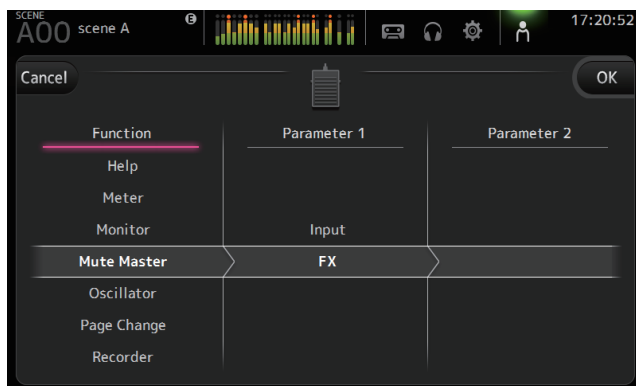 SCENE
A00 scene A E 17:20:52
Cancel OK
Function Parameter 1 Parameter 2
Help
Meter
Monitor Input
Mute Master FX
Oscillator
Page Change
Recorder